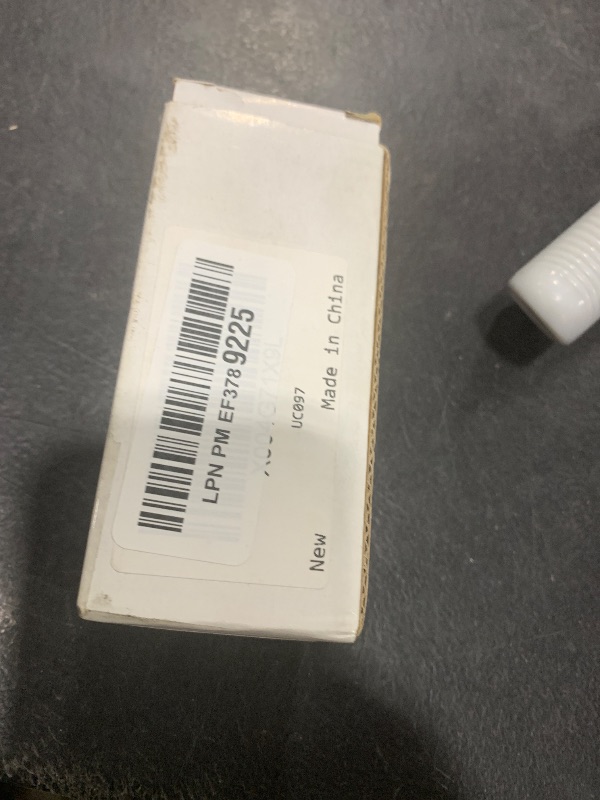 LPN PM EF378 9225
UC097
New
Made in China